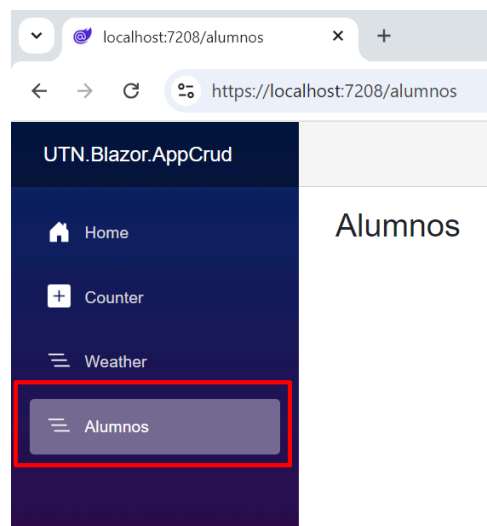 localhost:7208/alumnos
https://localhost:7208/alumnos
UTN.Blazor.AppCrud
Home
Counter
Weather
Alumnos
Alumnos